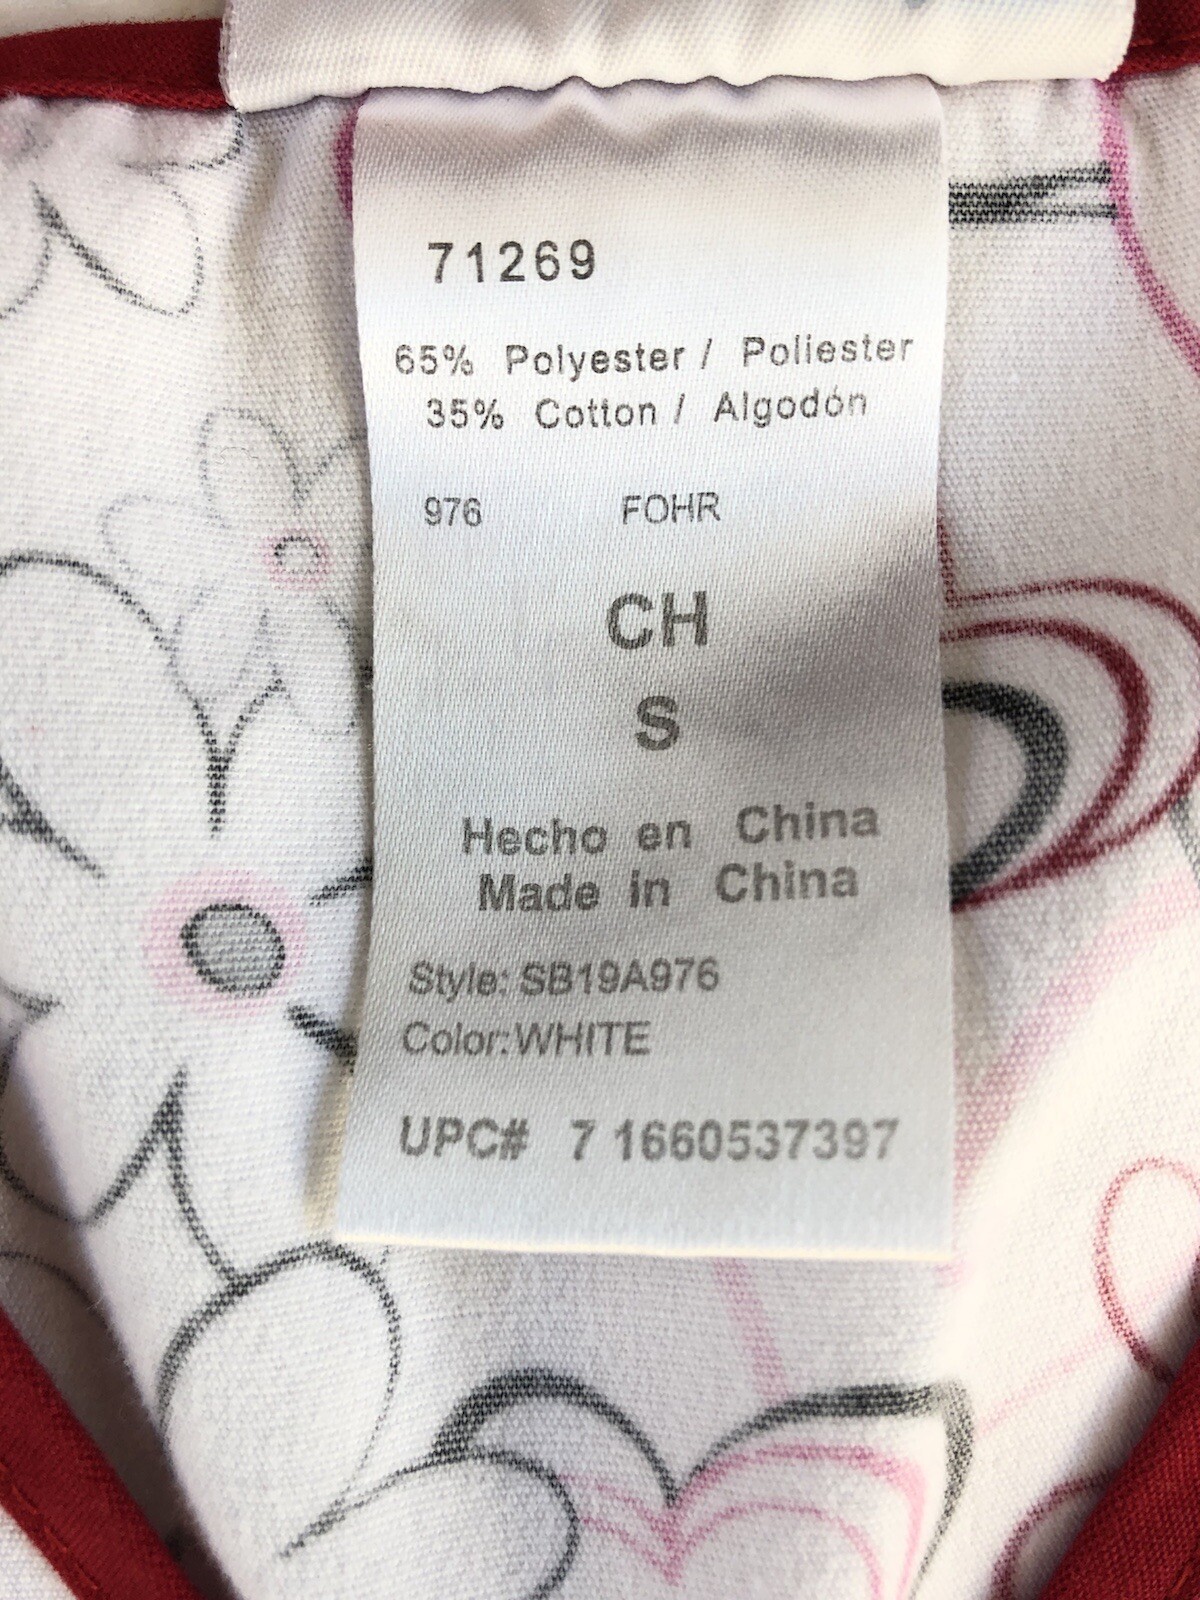 71269
65% Polyester / Poliester
35% Cotton / Algodón
976 FOHR
CH
S
Hecho en China
Made in China
Style: SB19A976
Color:WHITE
UPC# 7 1660537397